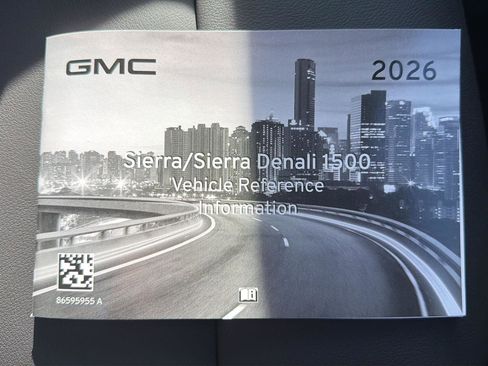 GMC 2026
Sierra/Sierra Denali 1500
Vehicle Reference
Information
86595955 A